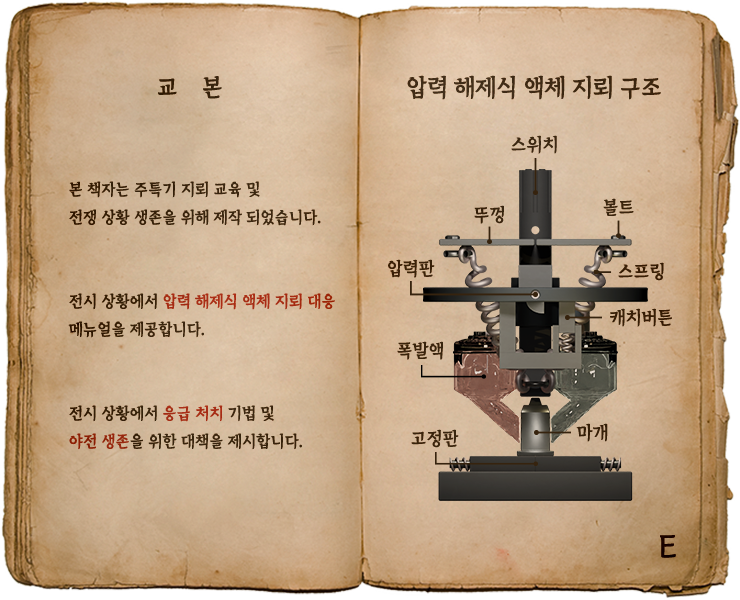 교 본
본 책자는 주특기 지뢰 교육 및
전쟁 상황 생존을 위해 제작 되었습니다.
전시 상황에서 압력 해제식 액체 지뢰 대응
메뉴얼을 제공합니다.
전시 상황에서 응급 처치 기법 및
야전 생존을 위한 대책을 제시합니다.
압력 해제식 액체 지뢰 구조
스위치
뚜껑
볼트
압력판
스프링
캐치버튼
폭발액
고정판
마개
E